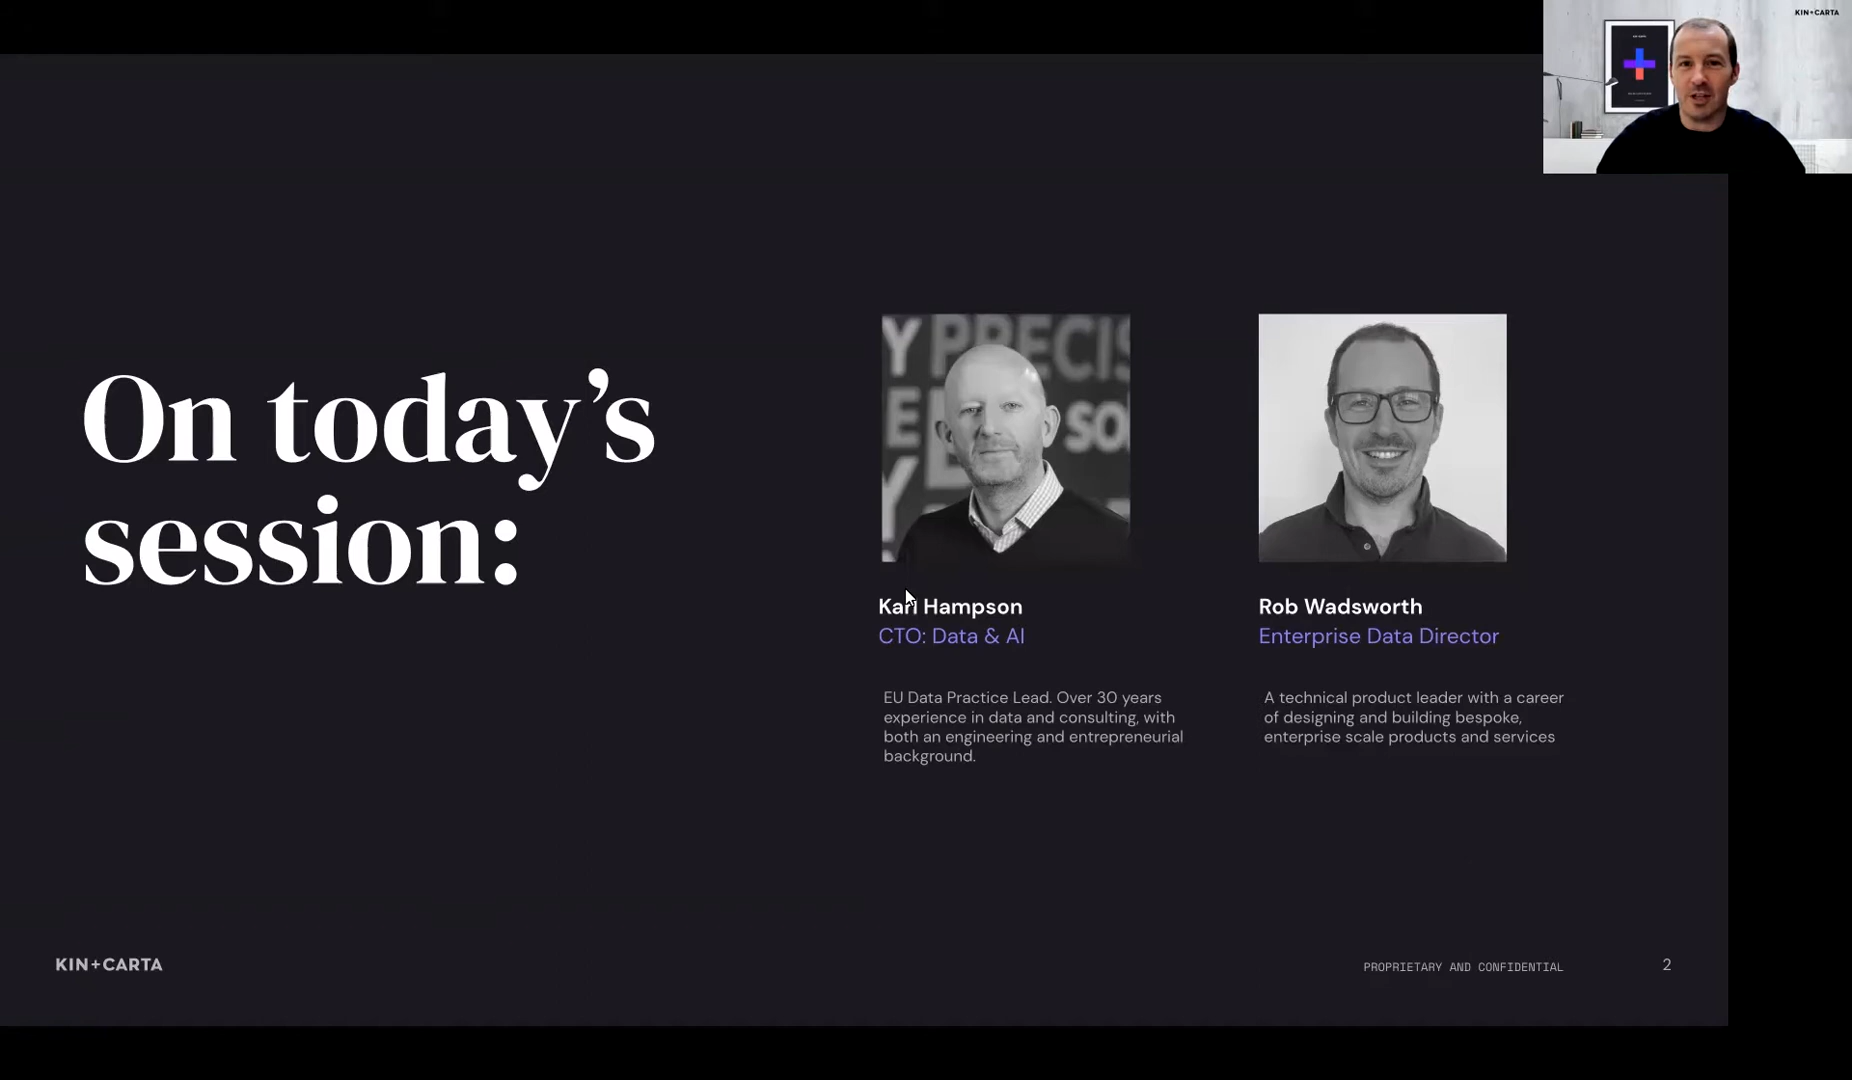 KIN+CARTA
On today’s
session:
Karl Hampson
CTO: Data & AI
EU Data Practice Lead. Over 30 years
experience in data and consulting, with
both an engineering and entrepreneurial
background.
Rob Wadsworth
Enterprise Data Director
A technical product leader with a career
of designing and building bespoke,
enterprise scale products and services
KIN+CARTA
PROPRIETARY AND CONFIDENTIAL
2